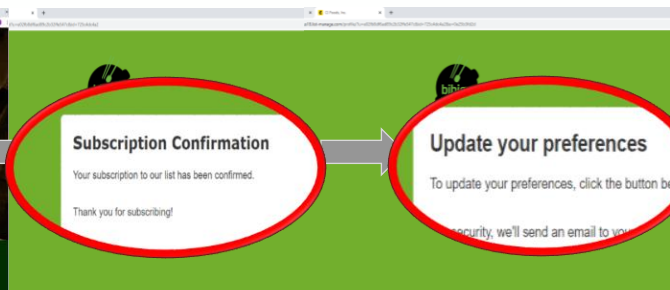 Subscription Confirmation
Your subscription to our list has been confirmed.
Thank you for subscribing!
Update your preferences
To update your preferences, click the button be
security, we'll send an email to you